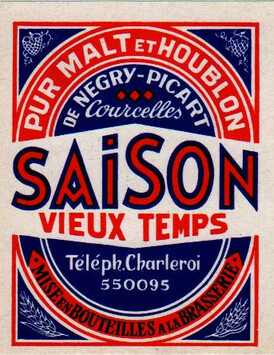 PUR MALT ET HOUBLON
DE NEGRY-PICART
Courcelles
SAiSON
VIEUX TEMPS
Téléph. Charleroi
550095
MISE EN BOUTEILLES A LA BRASSERIE